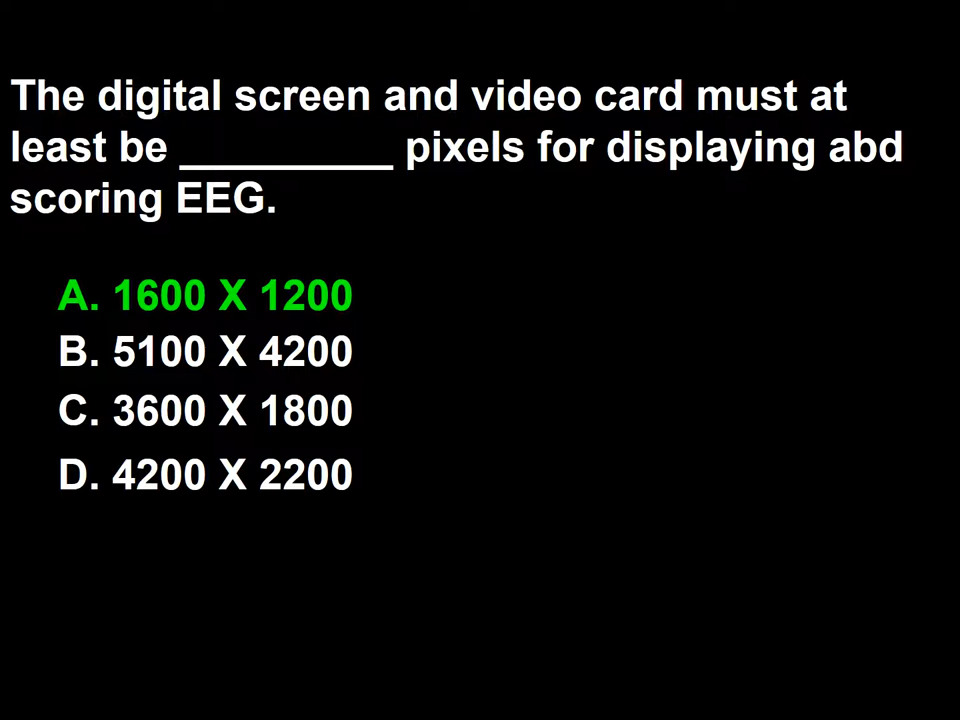 The digital screen and video card must at
least be _________ pixels for displaying abd
scoring EEG.
A. 1600 X 1200
B. 5100 X 4200
C. 3600 X 1800
D. 4200 X 2200